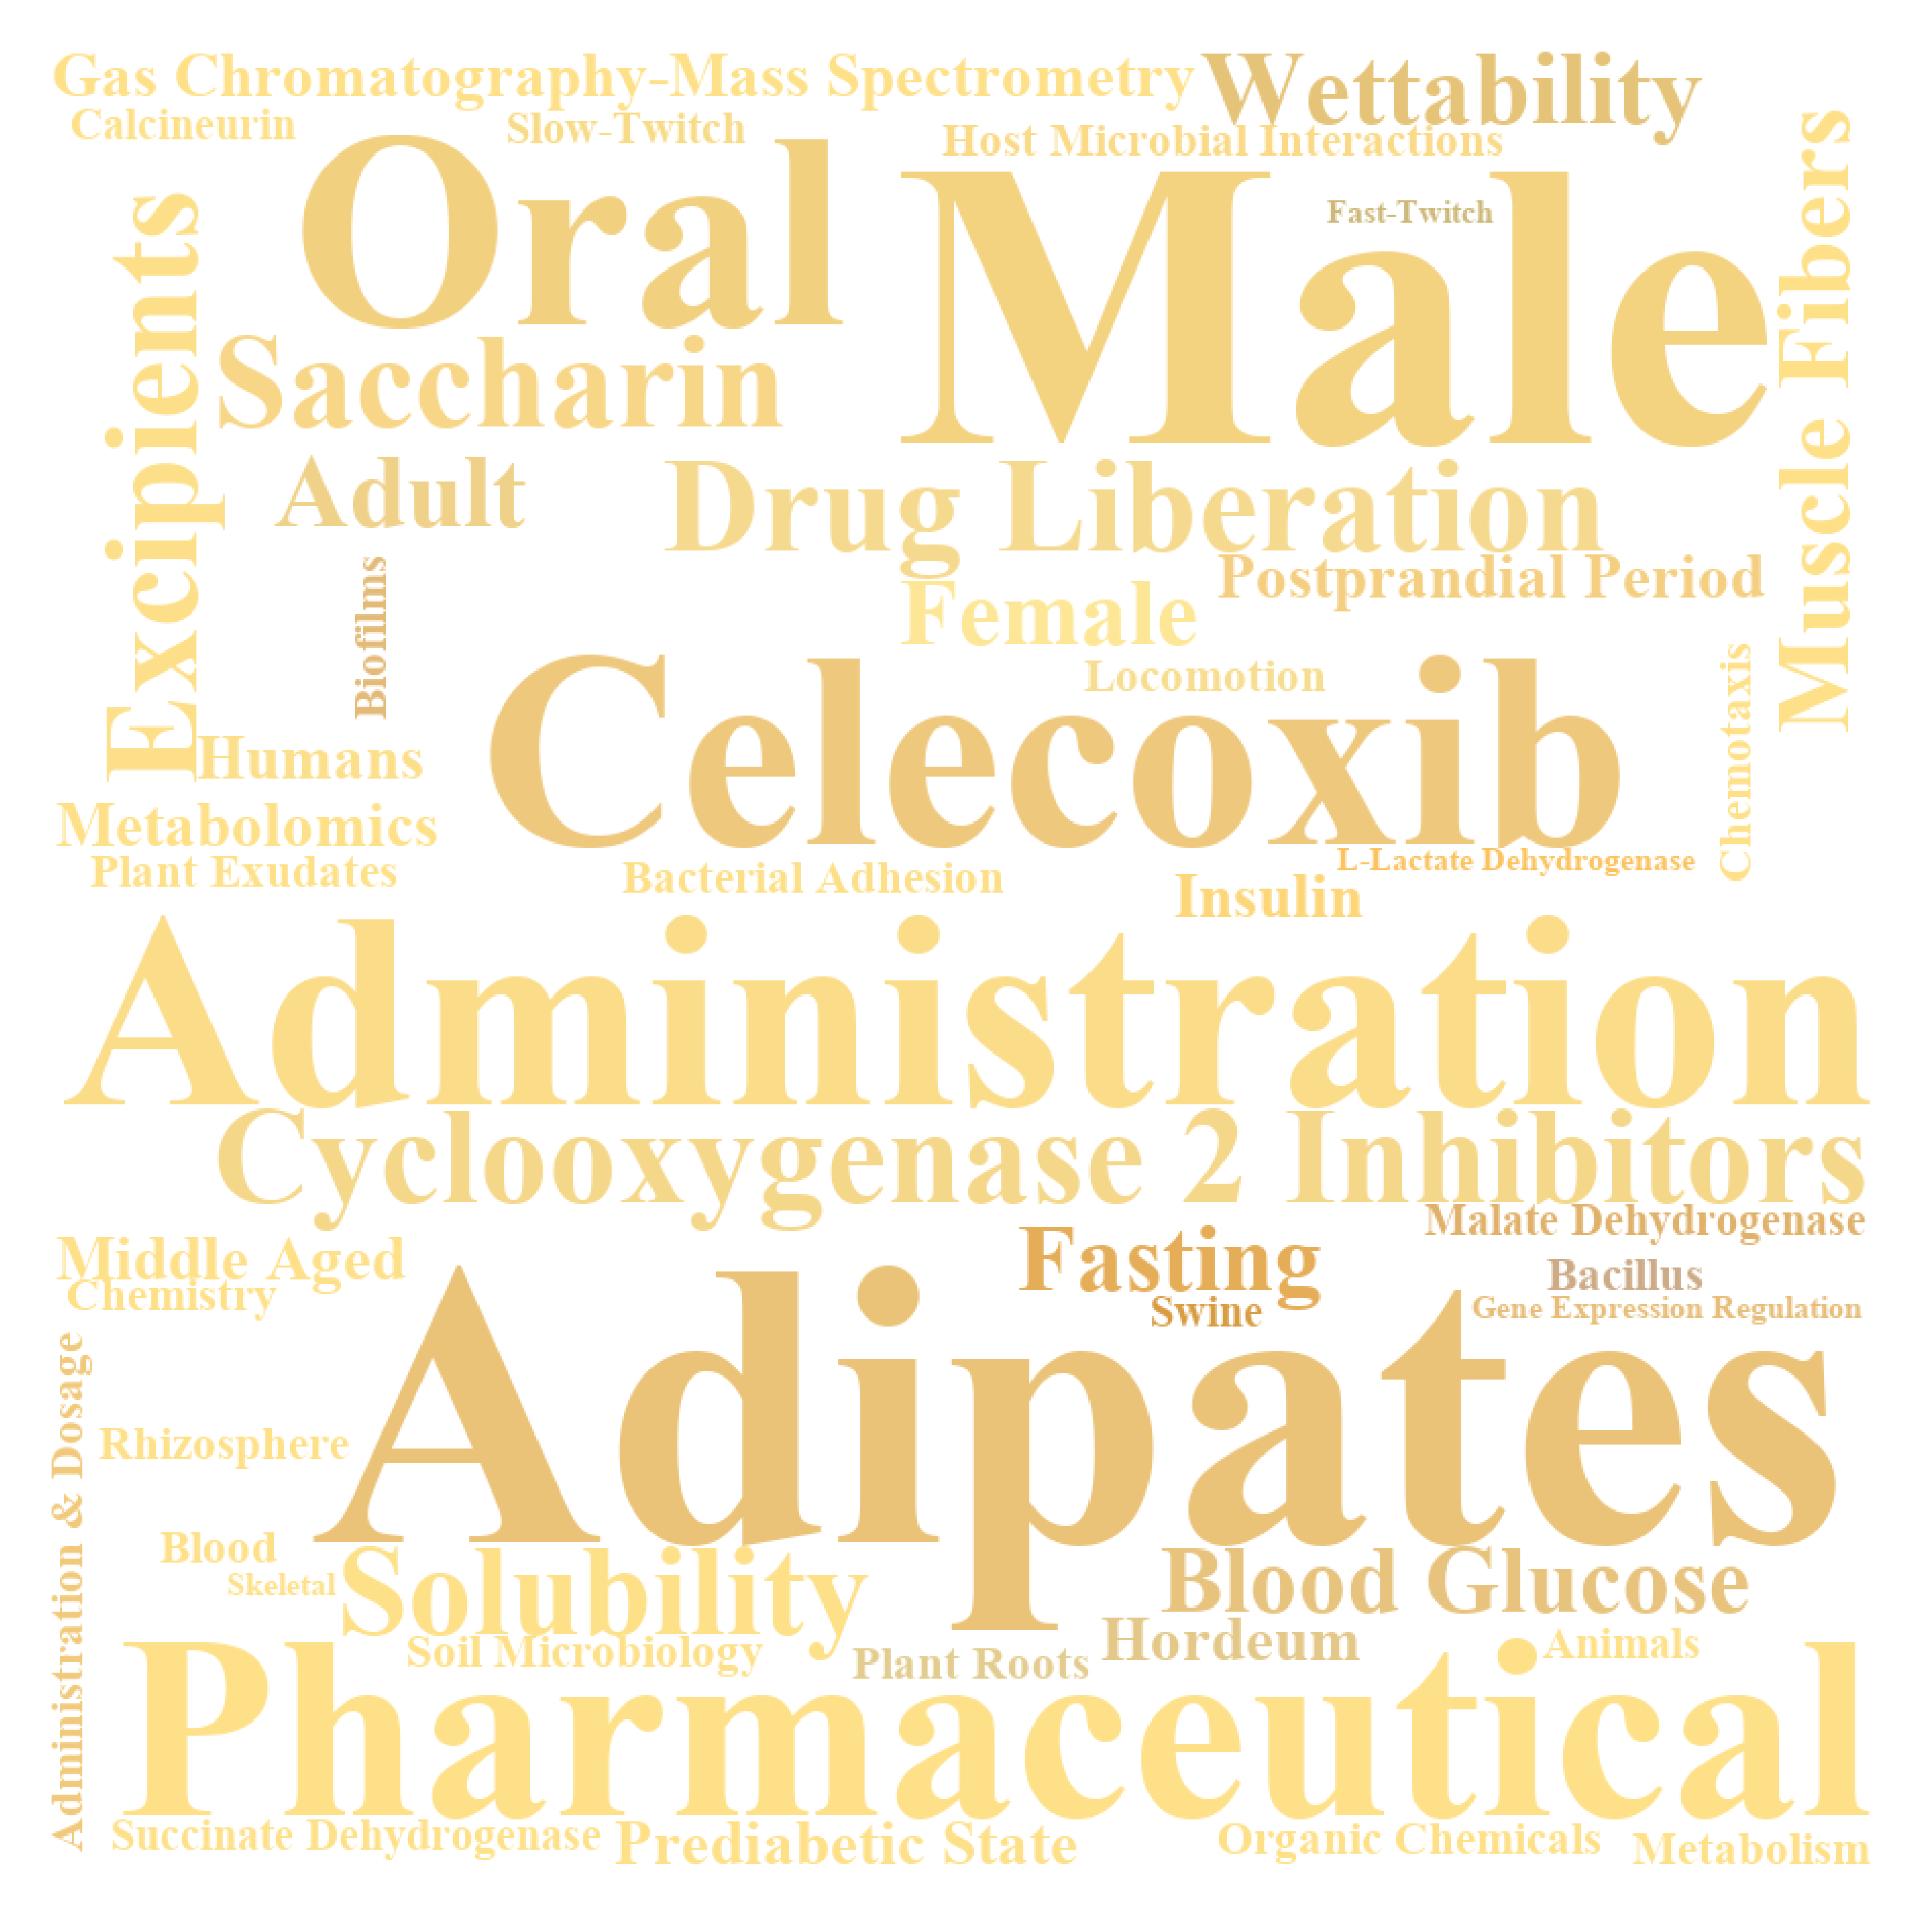 Gas Chromatography-Mass Spectrometry
Wettability
Calcineurin
Slow-Twitch
Host Microbial Interactions
Oral
Male
Fast-Twitch
Muscle Fibers
Excipients
Saccharin
Adult
Drug Liberation
Postprandial Period
Biofilms
Female
Locomotion
Celecoxib
Chemotaxis
Humans
Metabolomics
Plant Exudates
Bacterial Adhesion
L-Lactate Dehydrogenase
Insulin
Administration
Cyclooxygenase 2 Inhibitors
Malate Dehydrogenase
Middle Aged
Fasting
Chemistry
Swine
Bacillus
Gene Expression Regulation
Adipates
Administration & Dosage
Rhizosphere
Blood
Skeletal
Solubility
Blood Glucose
Soil Microbiology
Plant Roots
Hordeum
Animals
Pharmaceutical
Succinate Dehydrogenase
Prediabetic State
Organic Chemicals
Metabolism